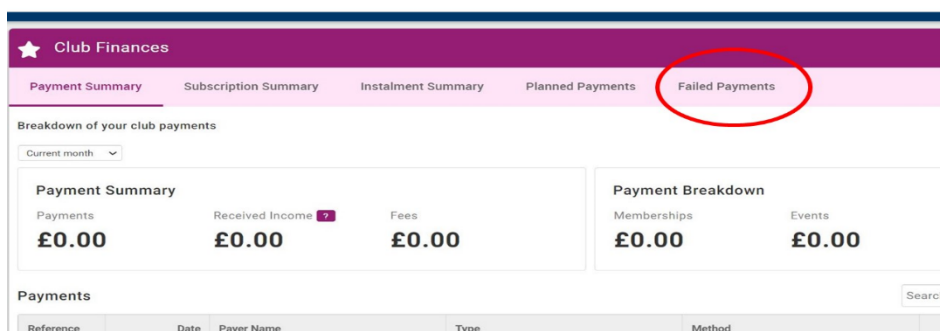 Club Finances
Payment Summary Subscription Summary Instalment Summary Planned Payments Failed Payments
Breakdown of your club payments
Current month
Payment Summary
Payments Received Income ? Fees
£0.00 £0.00 £0.00
Payment Breakdown
Memberships Events
£0.00 £0.00
Payments
Reference Date Payer Name Type Method